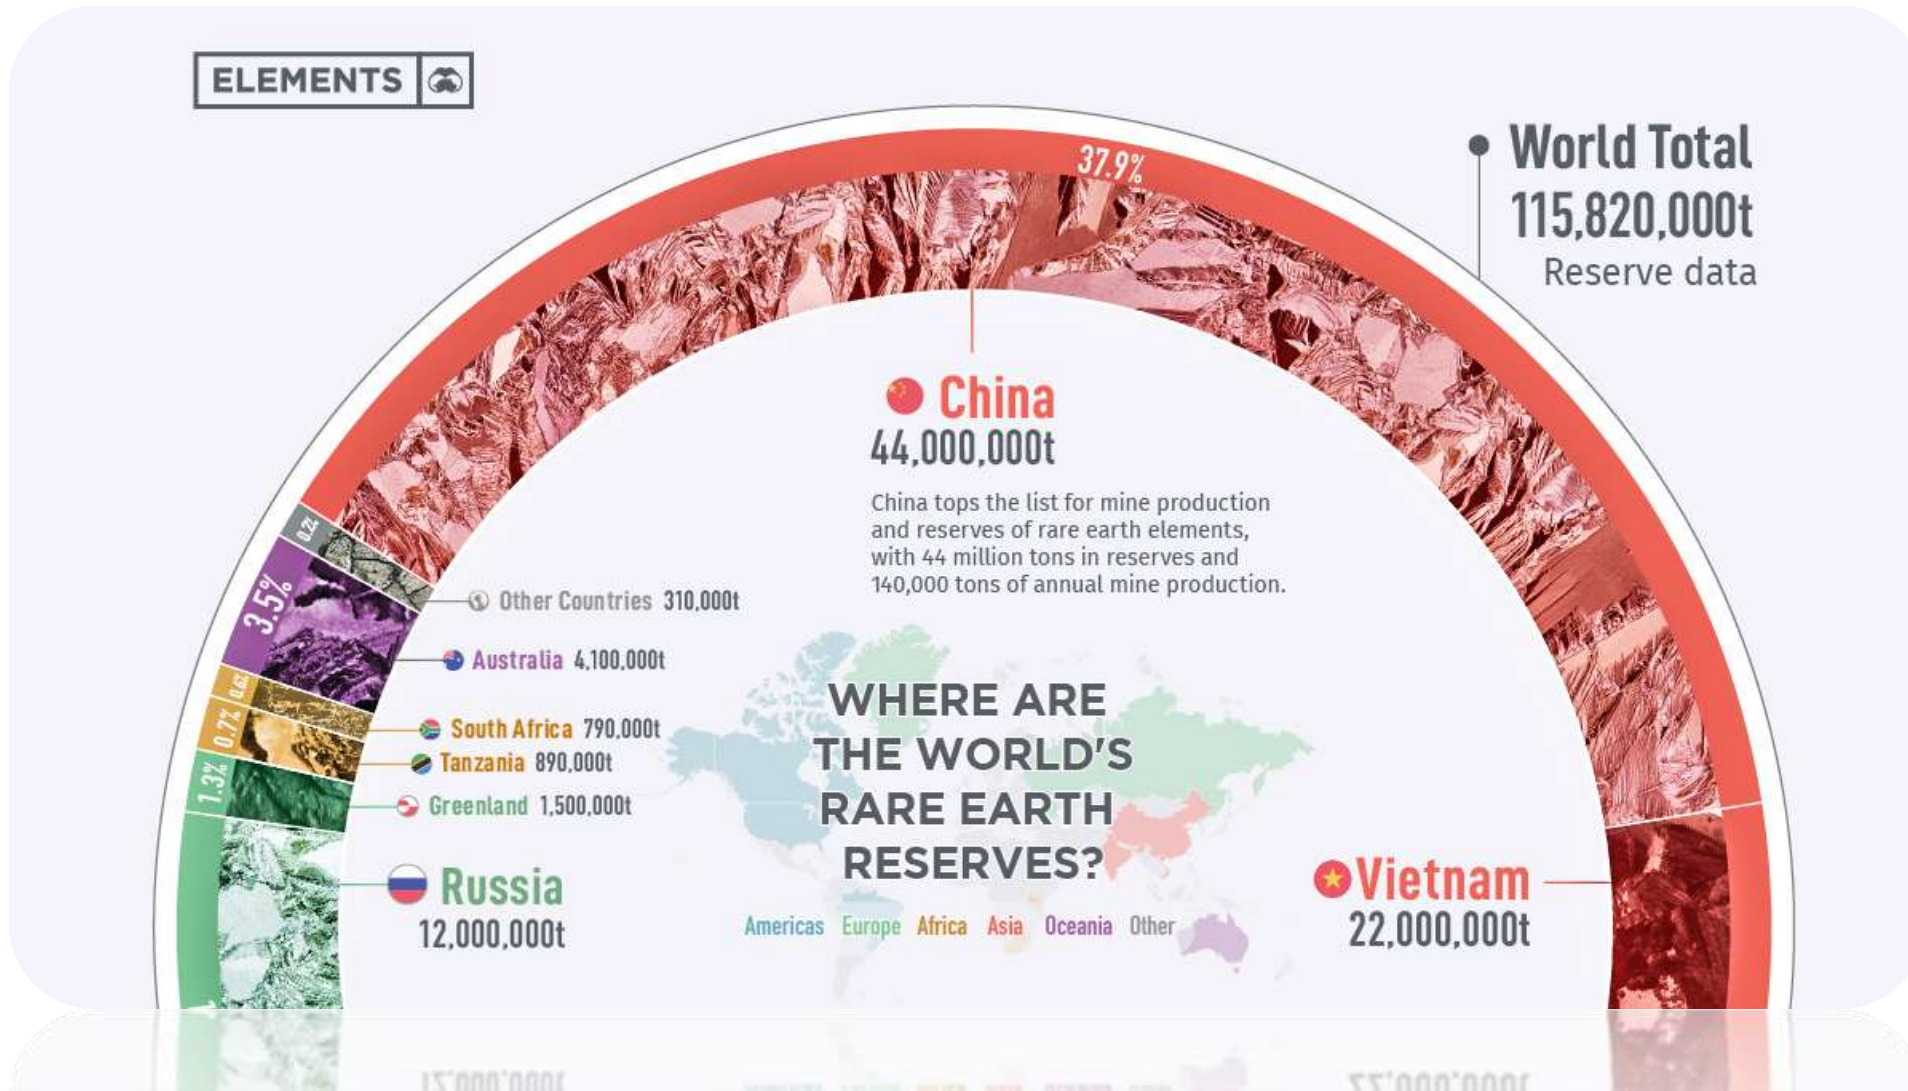 ELEMENTS
World Total
115,820,000t
Reserve data
37.9%
China
44,000,000t
China tops the list for mine production
and reserves of rare earth elements,
with 44 million tons in reserves and
140,000 tons of annual mine production.
0.2%
Other Countries 310,000t
3.5%
Australia 4,100,000t
0.6%
South Africa 790,000t
0.7%
Tanzania 890,000t
1.3%
Greenland 1,500,000t
Russia
12,000,000t
WHERE ARE
THE WORLD'S
RARE EARTH
RESERVES?
Americas Europe Africa Asia Oceania Other
Vietnam
22,000,000t